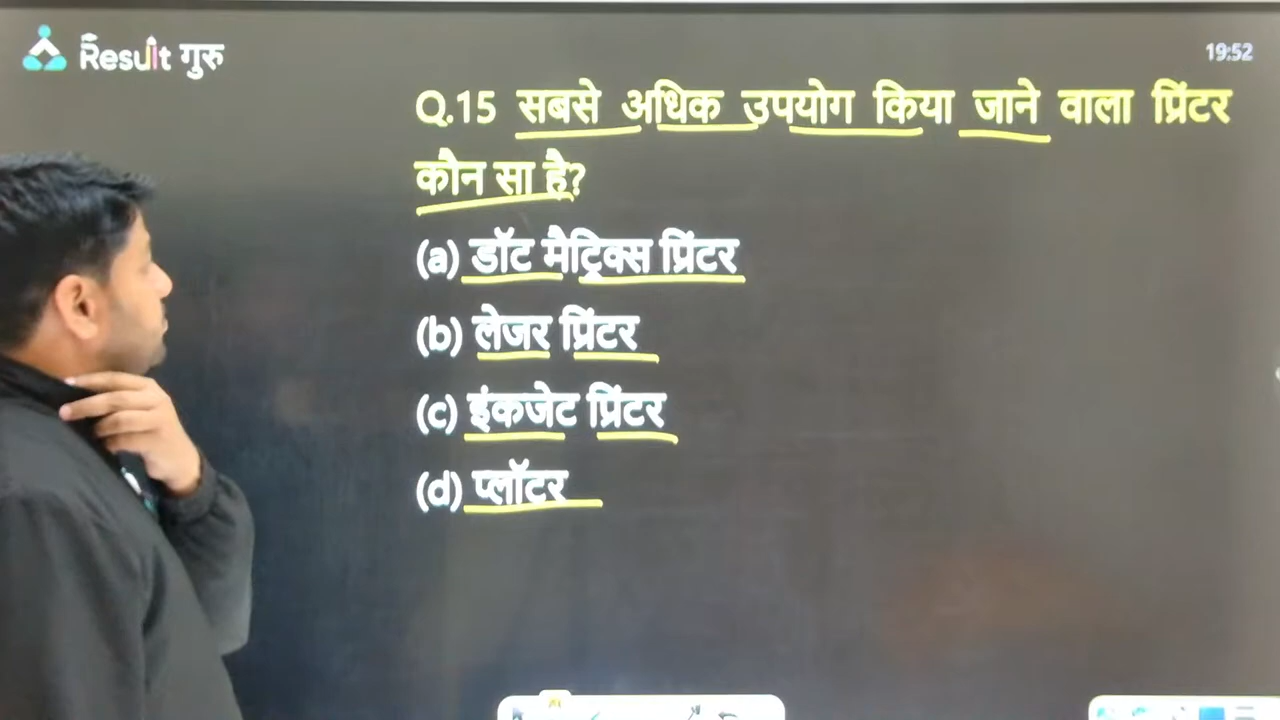 Result गुरु
19:52
Q.15 सबसे अधिक उपयोग किया जाने वाला प्रिंटर
कौन सा है?
(a) डॉट मैट्रिक्स प्रिंटर
(b) लेजर प्रिंटर
(c) इंकजेट प्रिंटर
(d) प्लॉटर